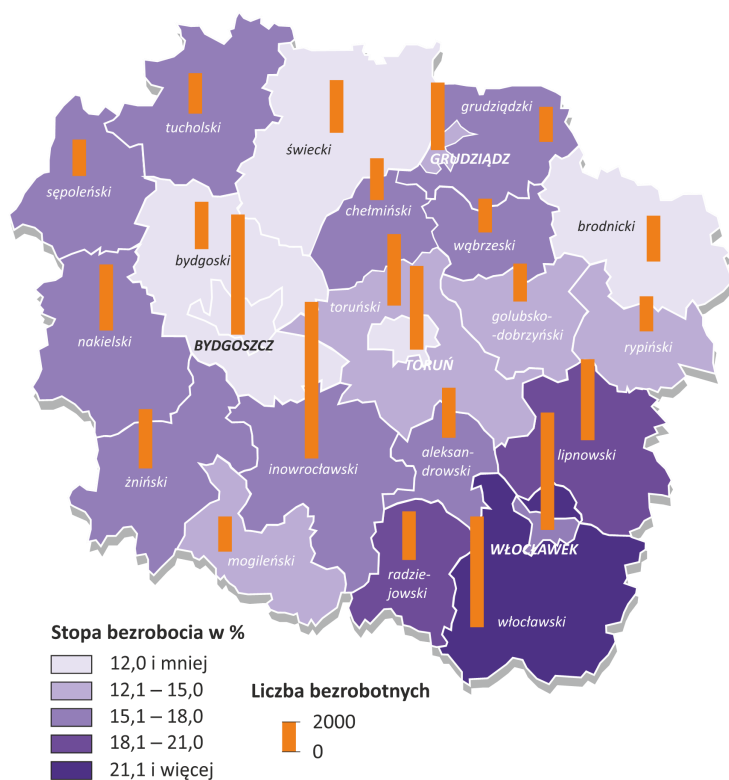 tucholski
grudziądzki
świecki
GRUDZIĄDZ
sępoleński
chełmiński
brodnicki
wąbrzeski
bydgoski
toruński
golubsko-
-dobrzyński
nakielski
BYDGOSZCZ
rypiński
TORUŃ
aleksan-
drowski
lipnowski
inowrocławski
żniński
WŁOCŁAWEK
mogileński
radzie-
jowski
włocławski
Stopa bezrobocia w %
12,0 i mniej
12,1 – 15,0
15,1 – 18,0
18,1 – 21,0
21,1 i więcej
Liczba bezrobotnych
2000
0